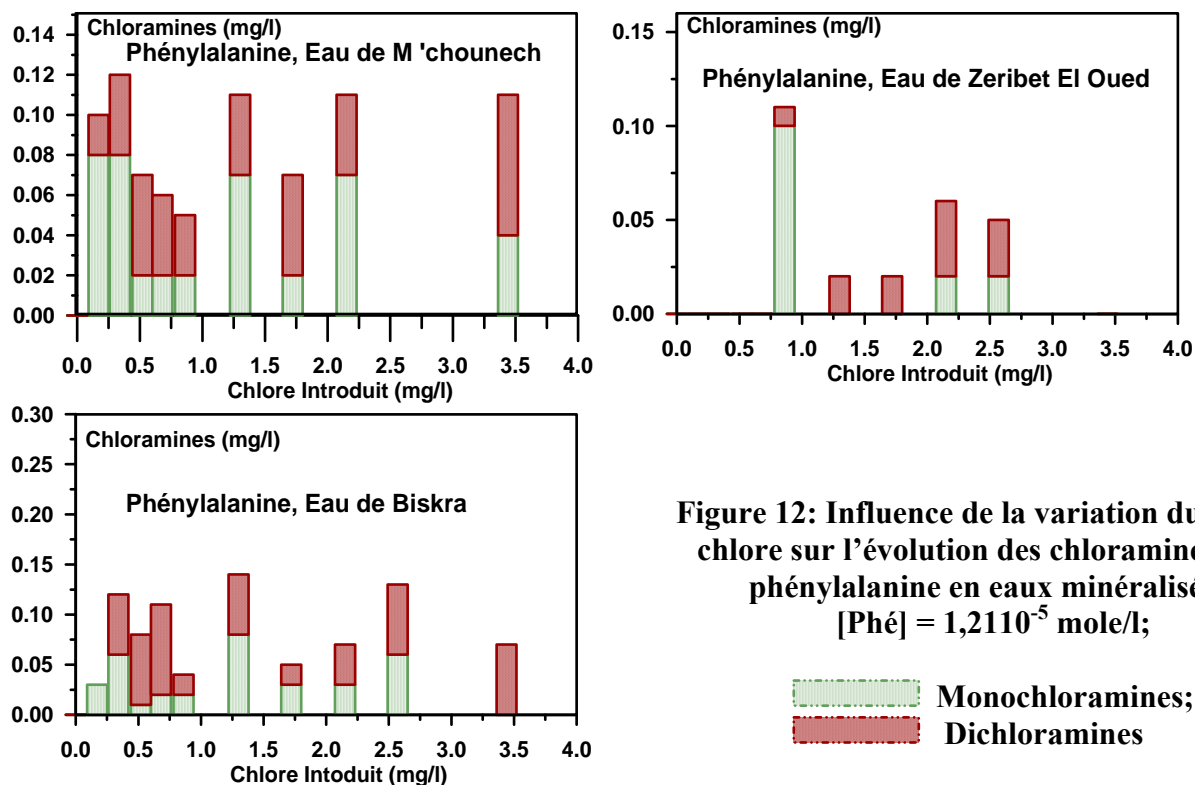 Chloramines (mg/l)
Phénylalanine, Eau de M 'chounech
0.14
0.12
0.10
0.08
0.06
0.04
0.02
0.00
0.0 0.5 1.0 1.5 2.0 2.5 3.0 3.5 4.0
Chlore Introduit (mg/l)
Chloramines (mg/l)
Phénylalanine, Eau de Zeribet El Oued
0.15
0.10
0.05
0.00
0.0 0.5 1.0 1.5 2.0 2.5 3.0 3.5 4.0
Chlore Introduit (mg/l)
0.30
Chloramines (mg/l)
0.25
0.20
Phénylalanine, Eau de Biskra
0.15
0.10
0.05
0.00
0.0 0.5 1.0 1.5 2.0 2.5 3.0 3.5 4.0
Chlore Intoduit (mg/l)
Figure 12: Influence de la variation du
chlore sur l’évolution des chloramine
phénylalanine en eaux minéralisé
[Phé] = 1,2110⁻⁵ mole/l;
Monochloramines;
Dichloramines